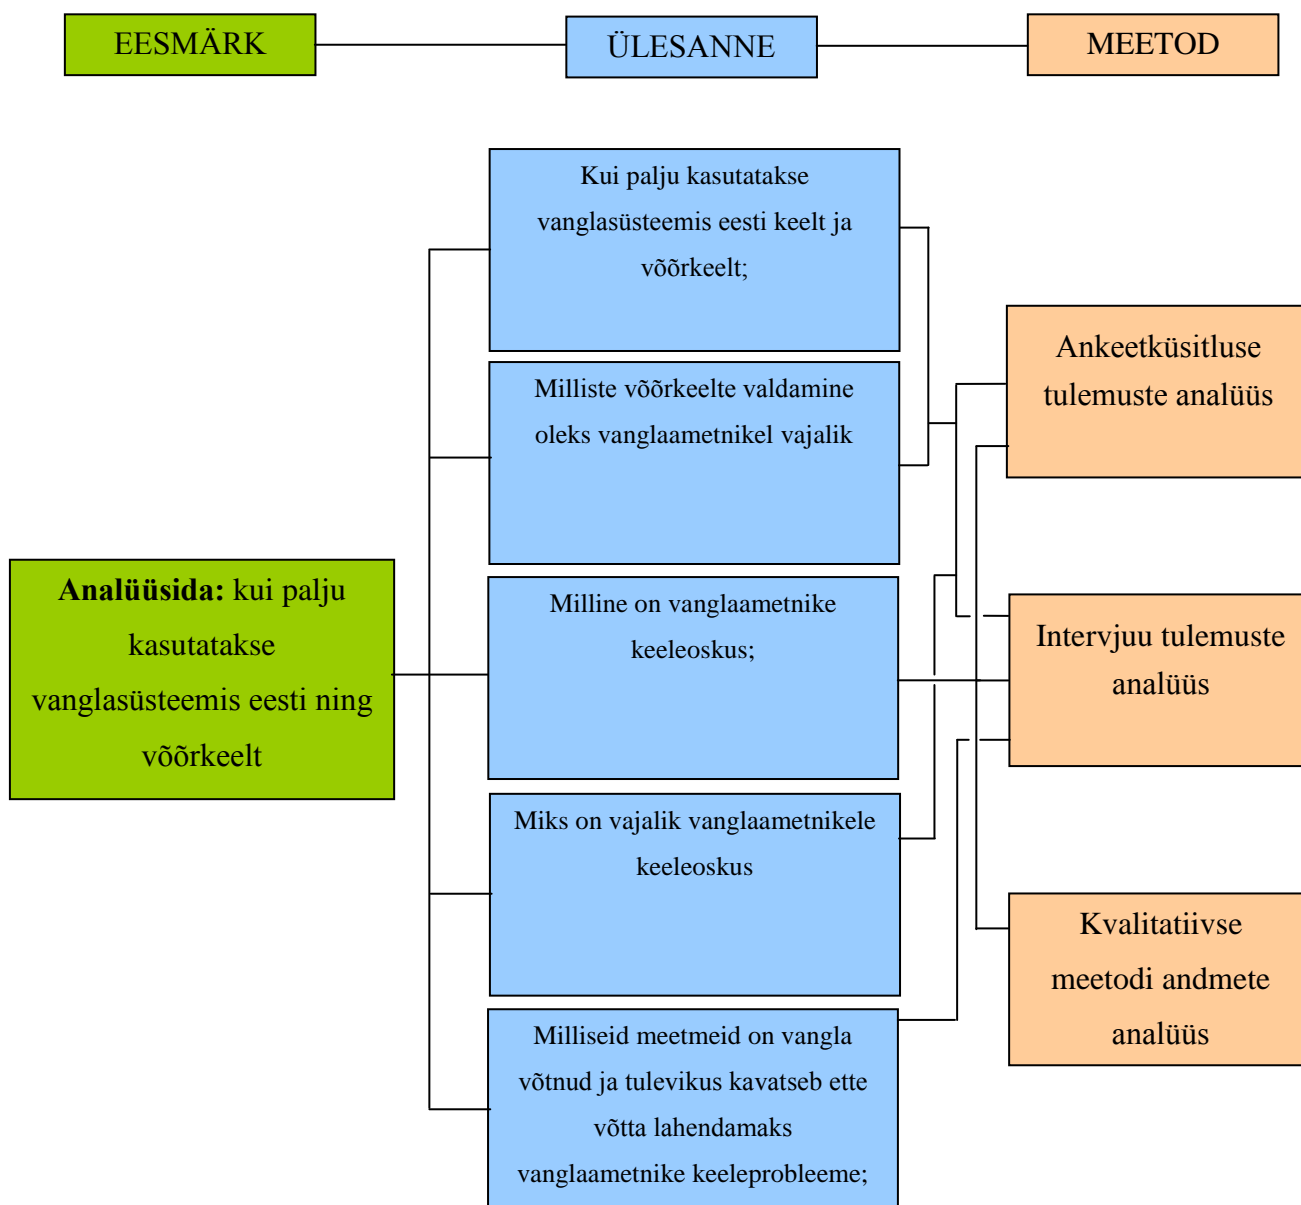 EESMÄRK
ÜLESANNE
MEETOD
Kui palju kasutatakse
vanglasüsteemis eesti keelt ja
võõrkeelt;
Milliste võõrkeelte valdamine
oleks vanglaametnikel vajalik
Milline on vanglaametnike
keeleoskus;
Miks on vajalik vanglaametnikele
keeleoskus
Milliseid meetmeid on vangla
võtnud ja tulevikus kavatseb ette
võtta lahendamaks
vanglaametnike keeleprobleeme;
Analüüsida: kui palju
kasutatakse
vanglasüsteemis eesti ning
võõrkeelt
Ankeetküsitluse
tulemuste analüüs
Intervjuu tulemuste
analüüs
Kvalitatiivse
meetodi andmete
analüüs